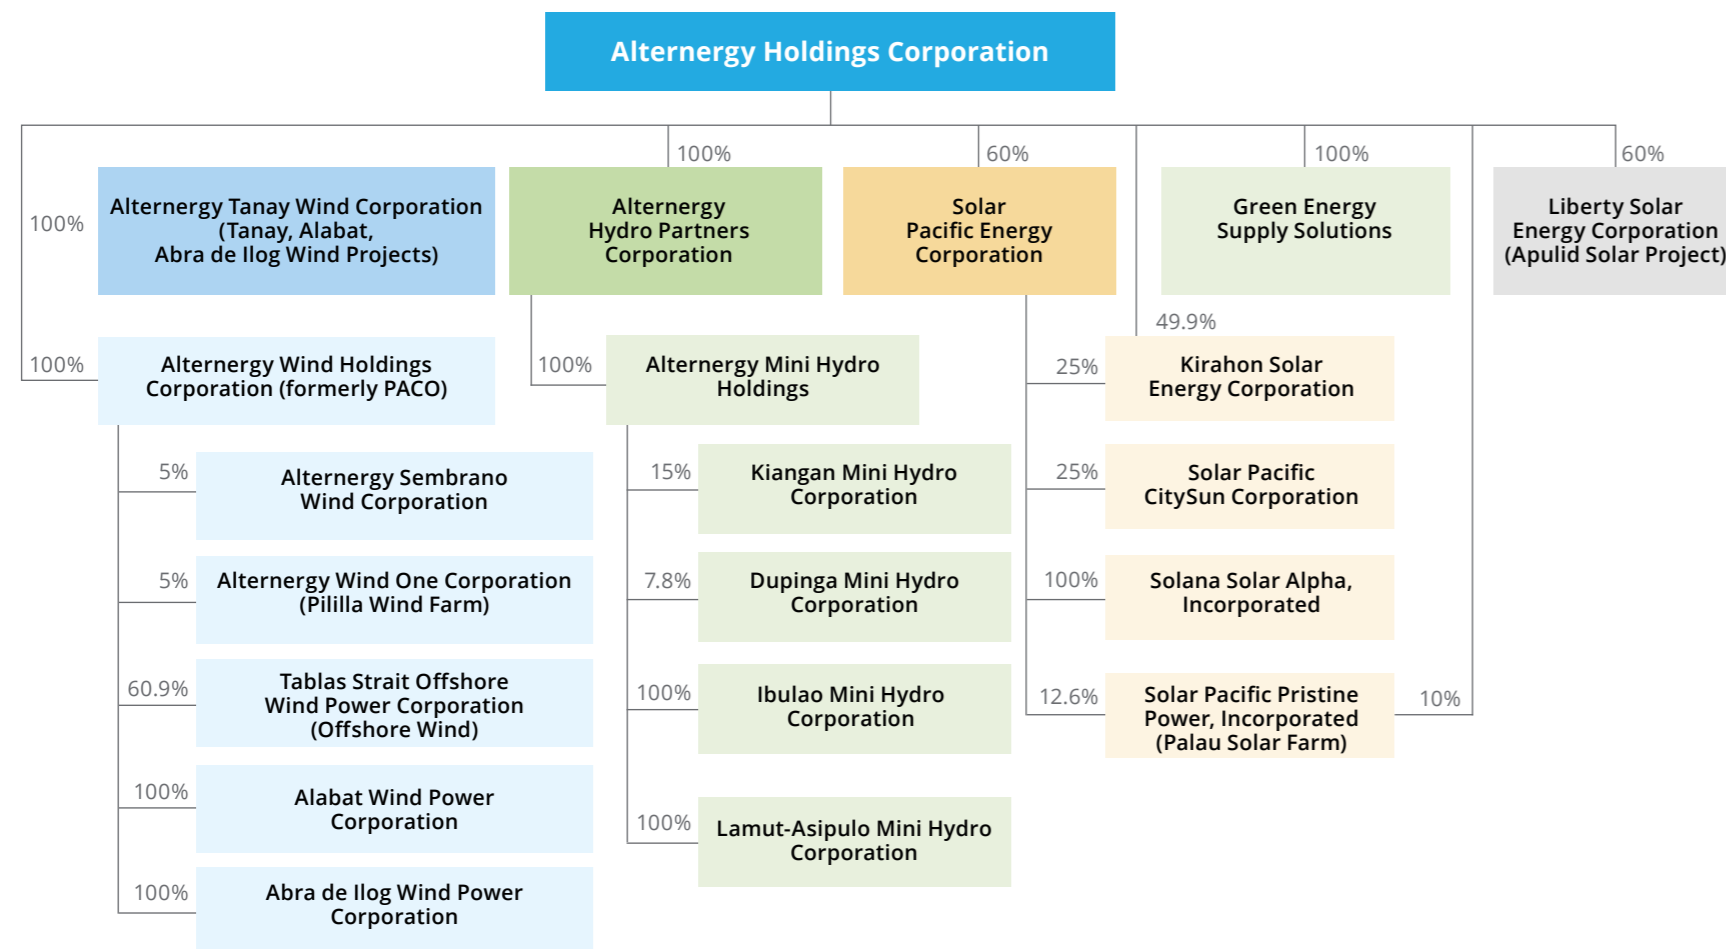 Alternergy Holdings Corporation
100%
60%
100%
60%
100%
Alternergy Tanay Wind Corporation
(Tanay, Alabat,
Abra de Ilog Wind Projects)
Alternergy
Hydro Partners
Corporation
Solar
Pacific Energy
Corporation
Green Energy
Supply Solutions
Liberty Solar
Energy Corporation
(Apulid Solar Project)
100%
Alternergy Wind Holdings
Corporation (formerly PACO)
5%
Alternergy Sembrano
Wind Corporation
5%
Alternergy Wind One Corporation
(Pililla Wind Farm)
60.9%
Tablas Strait Offshore
Wind Power Corporation
(Offshore Wind)
100%
Alabat Wind Power
Corporation
100%
Abra de Ilog Wind Power
Corporation
100%
Alternergy Mini Hydro
Holdings
15%
Kiangan Mini Hydro
Corporation
7.8%
Dupinga Mini Hydro
Corporation
100%
Ibulao Mini Hydro
Corporation
100%
Lamut-Asipulo Mini Hydro
Corporation
49.9%
25%
Kirahon Solar
Energy Corporation
25%
Solar Pacific
CitySun Corporation
100%
Solana Solar Alpha,
Incorporated
12.6%
Solar Pacific Pristine
Power, Incorporated
(Palau Solar Farm)
10%